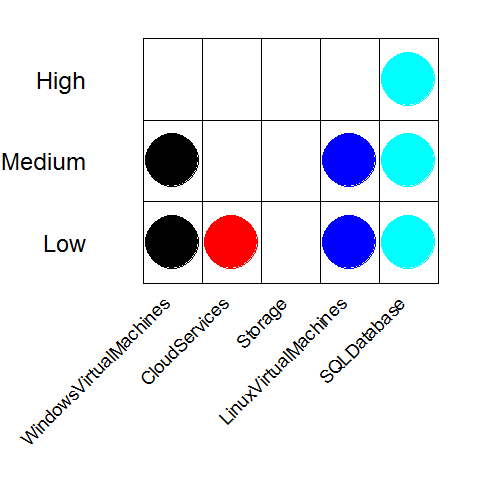 High
Medium
Low
WindowsVirtualMachines
CloudServices
Storage
LinuxVirtualMachines
SQLDatabase